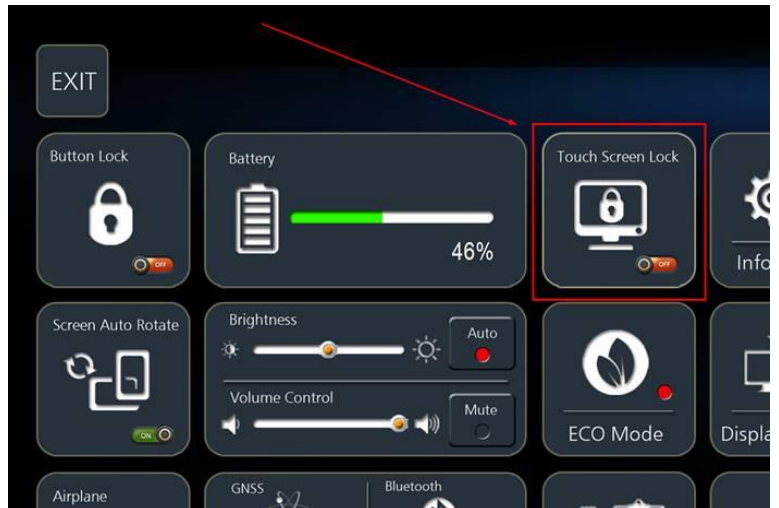 EXIT
Button Lock
OFF
Battery
46%
Touch Screen Lock
OFF
Info
Screen Auto Rotate
ON
Brightness
Auto
Volume Control
Mute
ECO Mode
Displa
Airplane
GNSS
Bluetooth